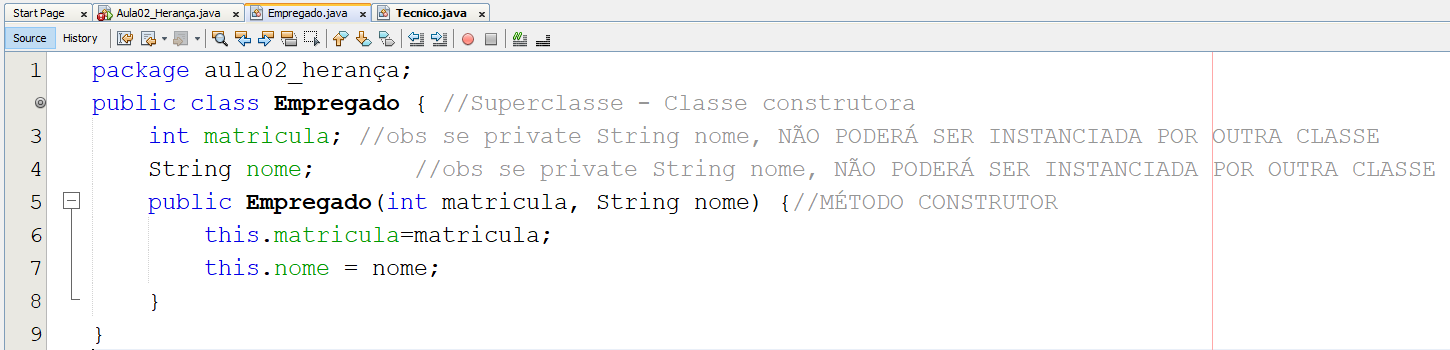 Start Page x Aula02_Herança.java x Empregado.java x Tecnico.java x
Source History
1 package aula02_herança;
public class Empregado { //Superclasse - Classe construtora
3 int matricula; //obs se private String nome, NÃO PODERÁ SER INSTANCIADA POR OUTRA CLASSE
4 String nome; //obs se private String nome, NÃO PODERÁ SER INSTANCIADA POR OUTRA CLASSE
5 public Empregado(int matricula, String nome) {//MÉTODO CONSTRUTOR
6 this.matricula=matricula;
7 this.nome = nome;
8 }
9 }